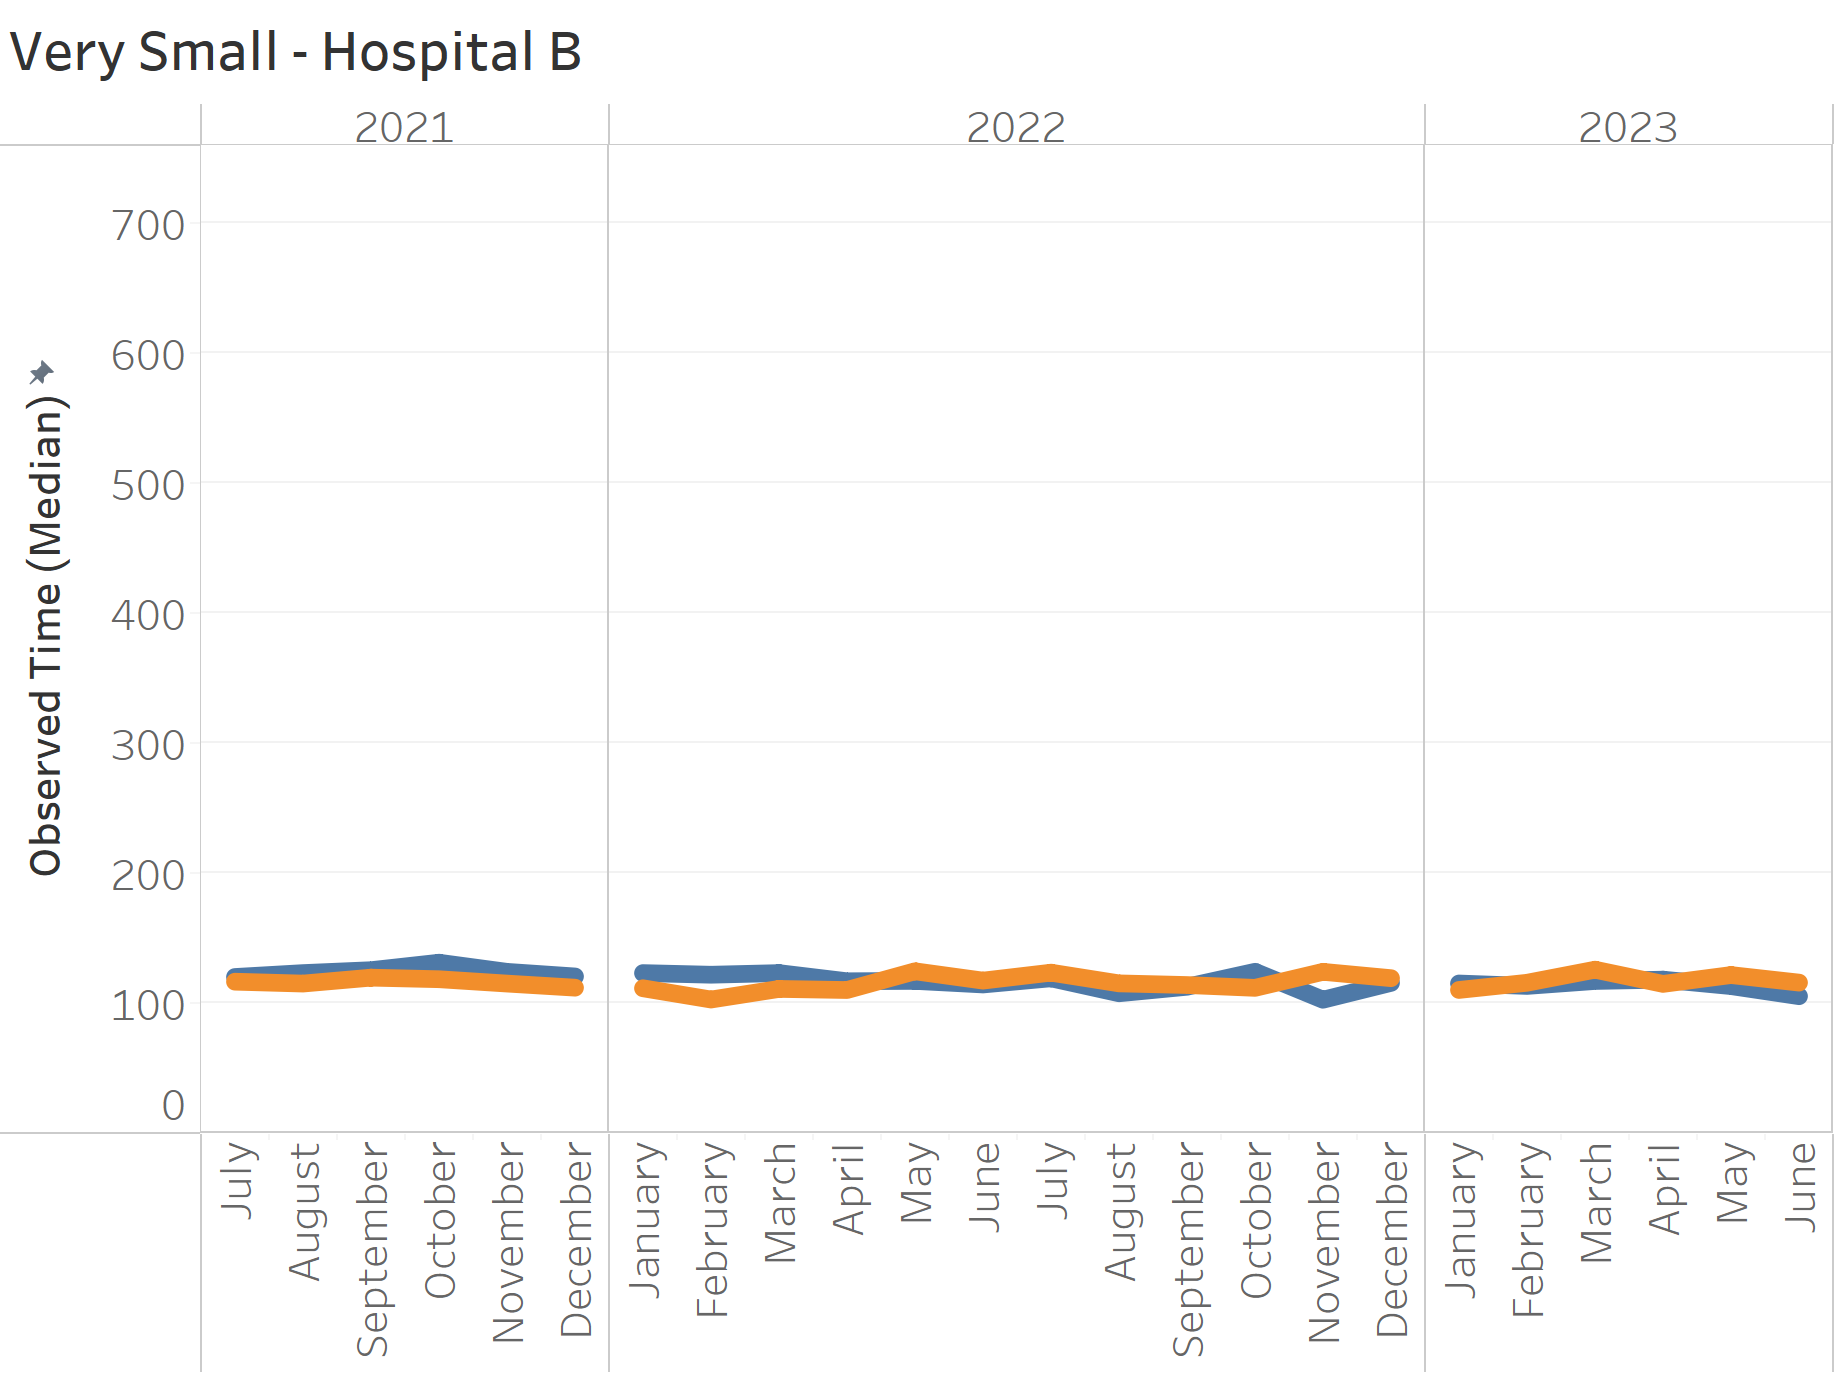 Very Small - Hospital B
2021 2022 2023
Observed Time (Median)
700
600
500
400
300
200
100
0
July August September October November December January February March April May June July August September October November December January February March April May June